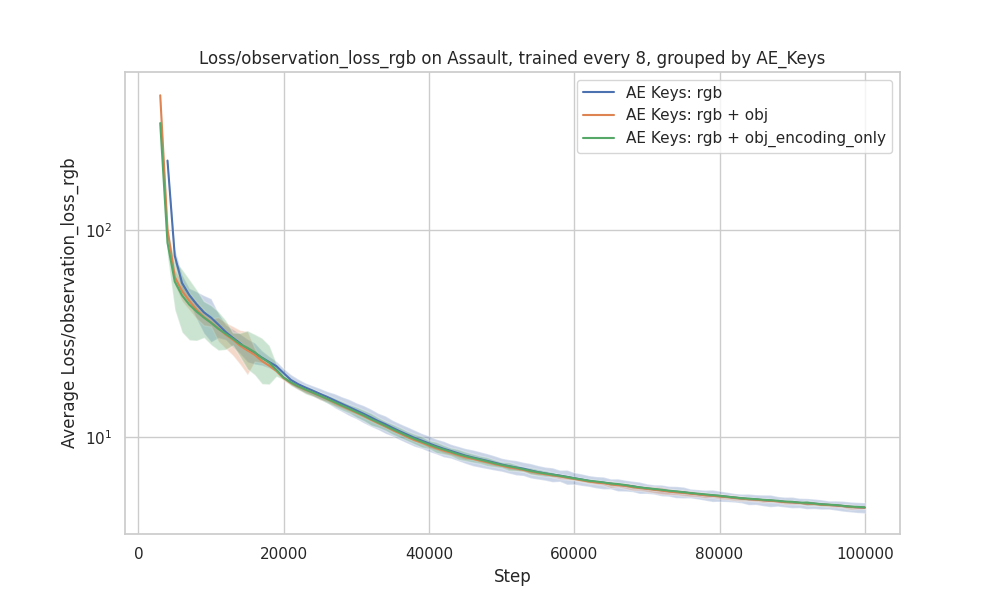 Loss/observation_loss_rgb on Assault, trained every 8, grouped by AE_Keys
AE Keys: rgb
AE Keys: rgb + obj
AE Keys: rgb + obj_encoding_only
Average Loss/observation_loss_rgb
10²
10¹
0
20000
40000
60000
80000
100000
Step